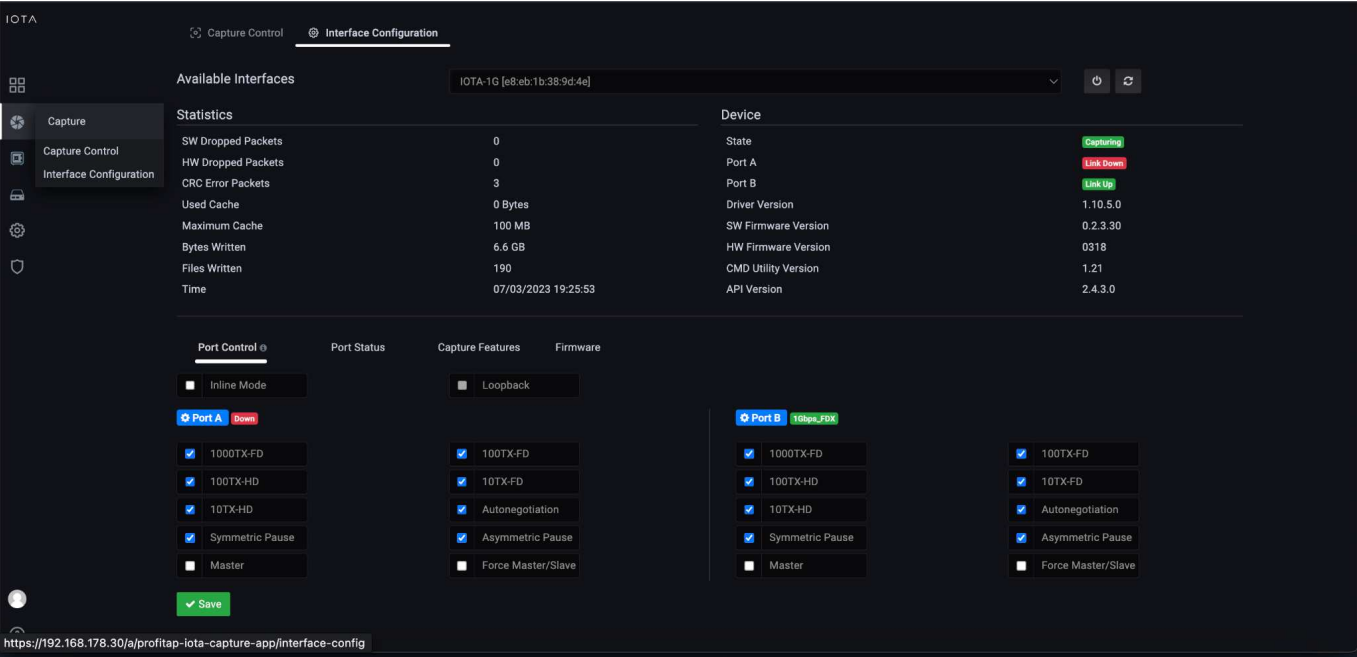 IOTA
Capture Control
Interface Configuration
Available Interfaces
IOTA-1G [e8:eb:1b:38:9d:4e]
Capture
Capture Control
Interface Configuration
Statistics
SW Dropped Packets 0
HW Dropped Packets 0
CRC Error Packets 3
Used Cache 0 Bytes
Maximum Cache 100 MB
Bytes Written 6.6 GB
Files Written 190
Time 07/03/2023 19:25:53
Device
State Capturing
Port A Link Down
Port B Link Up
Driver Version 1.10.5.0
SW Firmware Version 0.2.3.30
HW Firmware Version 0318
CMD Utility Version 1.21
API Version 2.4.3.0
Port Control
Port Status
Capture Features
Firmware
Inline Mode
Loopback
Port A Down
1000TX-FD 100TX-FD
100TX-HD 10TX-FD
10TX-HD Autonegotiation
Symmetric Pause Asymmetric Pause
Master Force Master/Slave
Port B 1Gbps_FDX
1000TX-FD 100TX-FD
100TX-HD 10TX-FD
10TX-HD Autonegotiation
Symmetric Pause Asymmetric Pause
Master Force Master/Slave
Save
https://192.168.178.30/a/profitap-iota-capture-app/interface-config